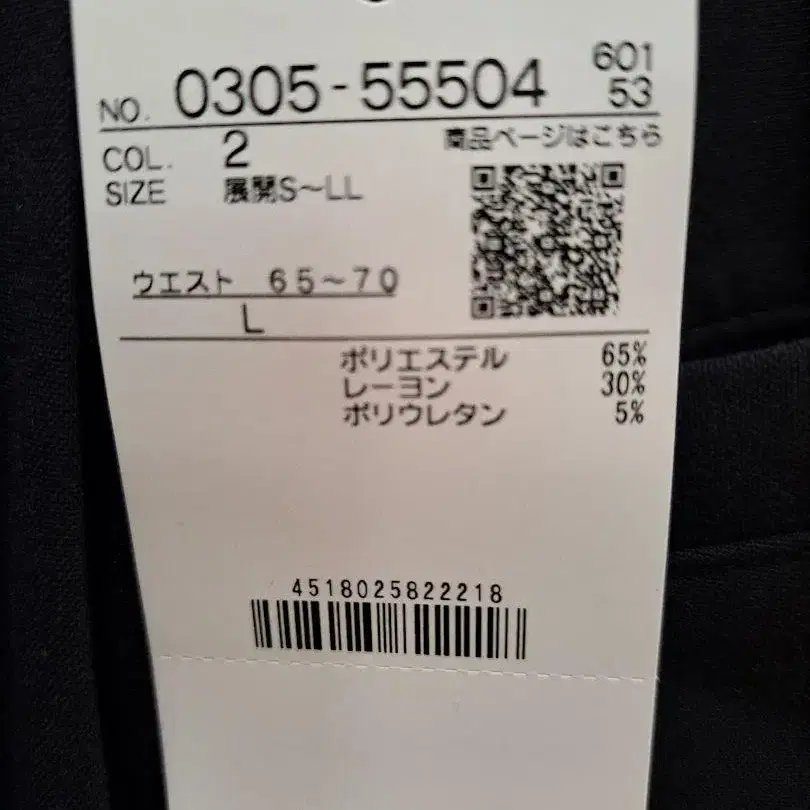 NO. 0305-55504 601
53
COL. 2 商品ページはこちら
SIZE 展開S〜LL
ウエスト 65〜70
L
ポリエステル 65%
レーヨン 30%
ポリウレタン 5%
4518025822218